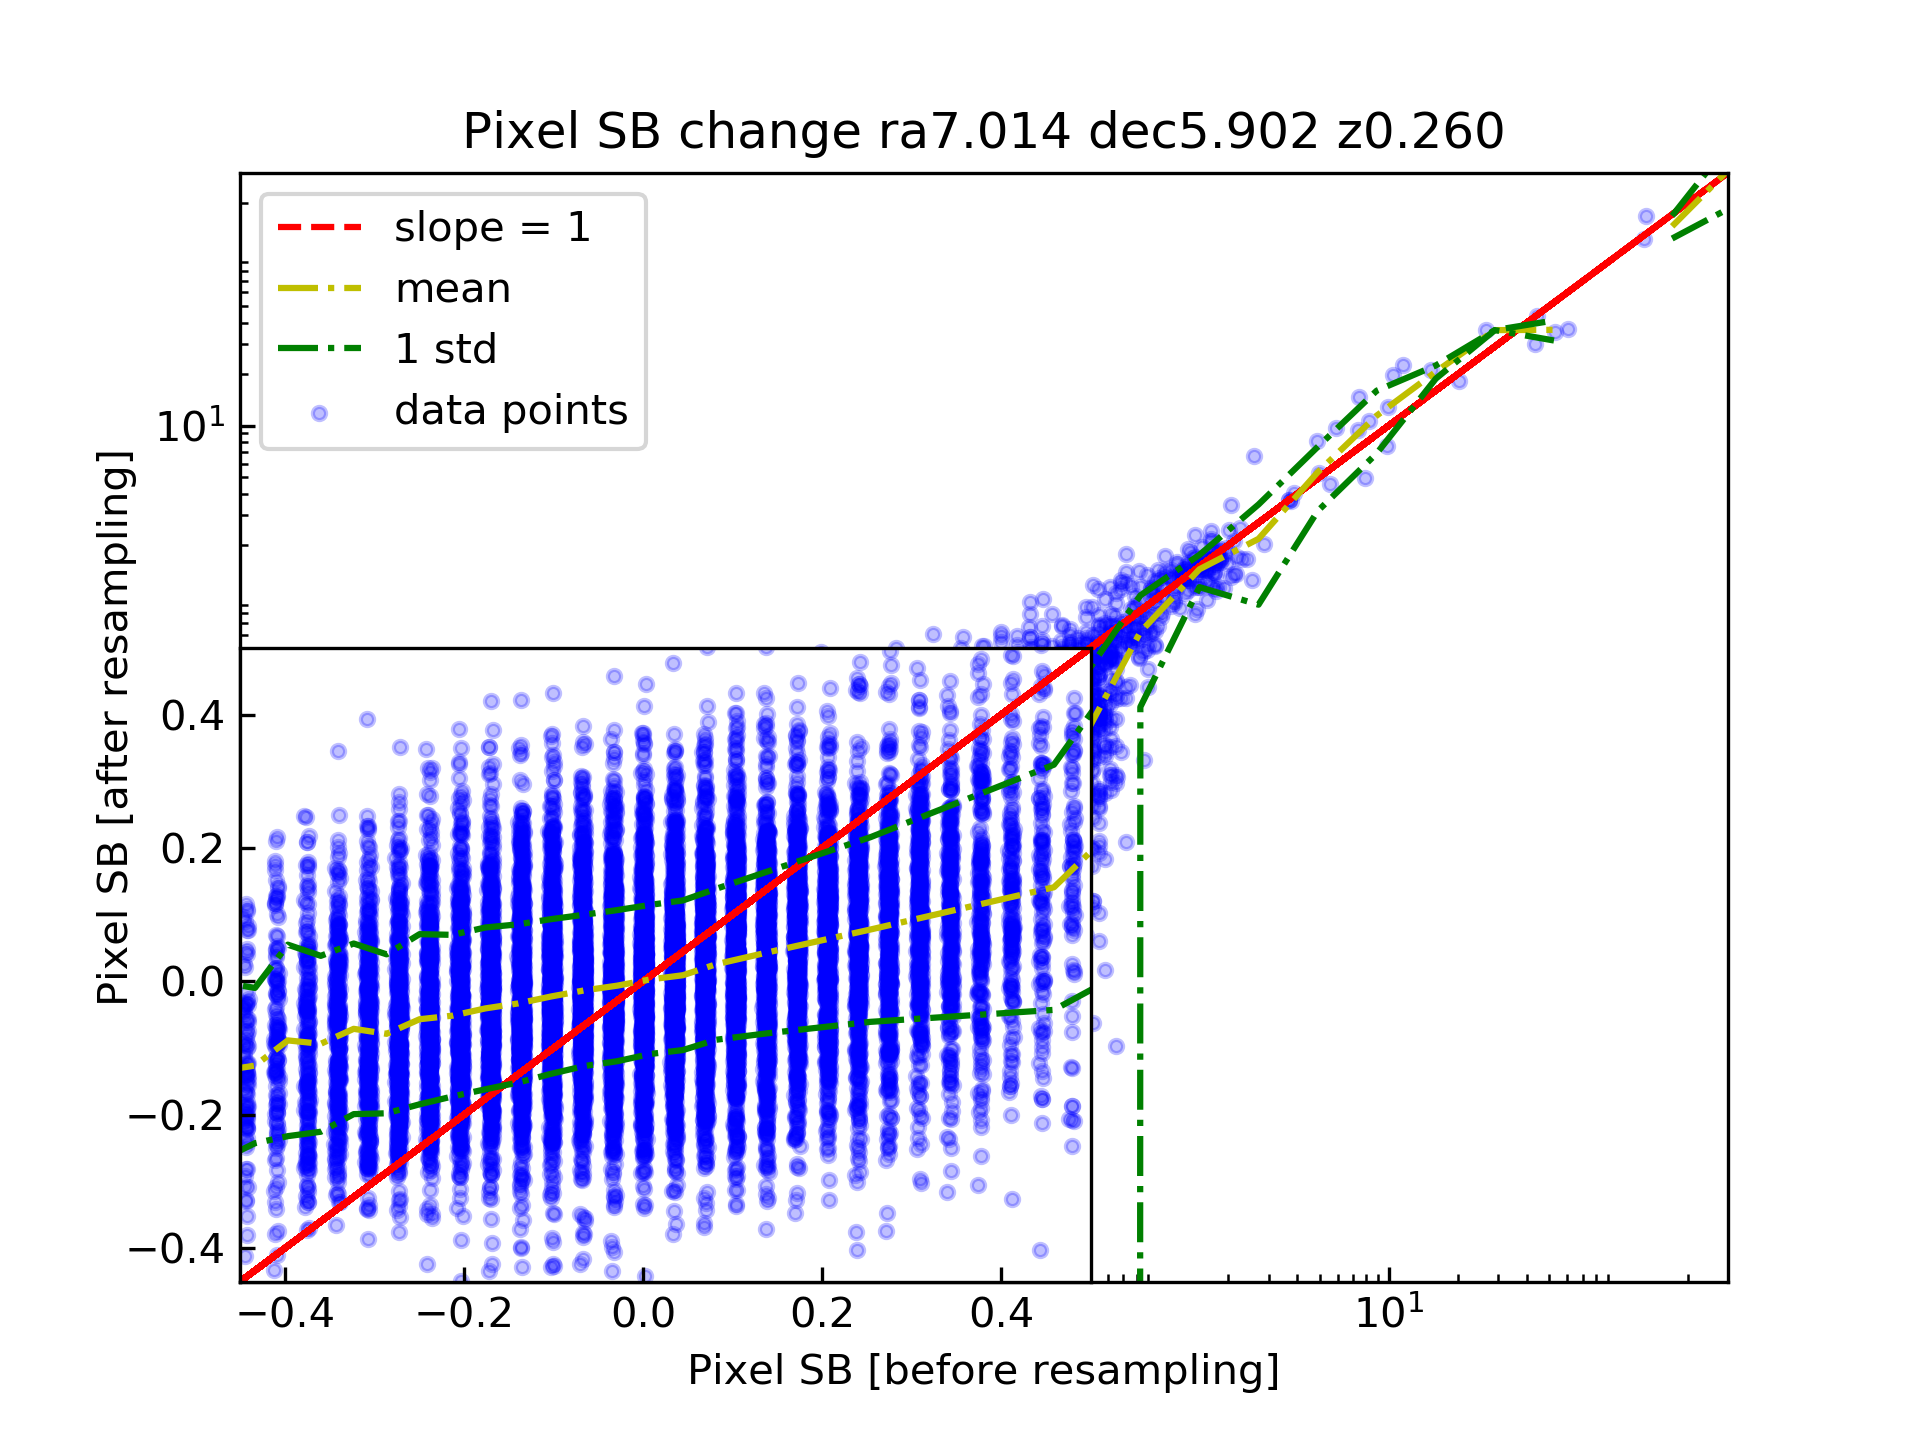 Pixel SB change ra7.014 dec5.902 z0.260
slope = 1
mean
1 std
data points
Pixel SB [after resampling]
10¹
0.4
0.2
0.0
−0.2
−0.4
−0.4 −0.2 0.0 0.2 0.4 10¹
Pixel SB [before resampling]